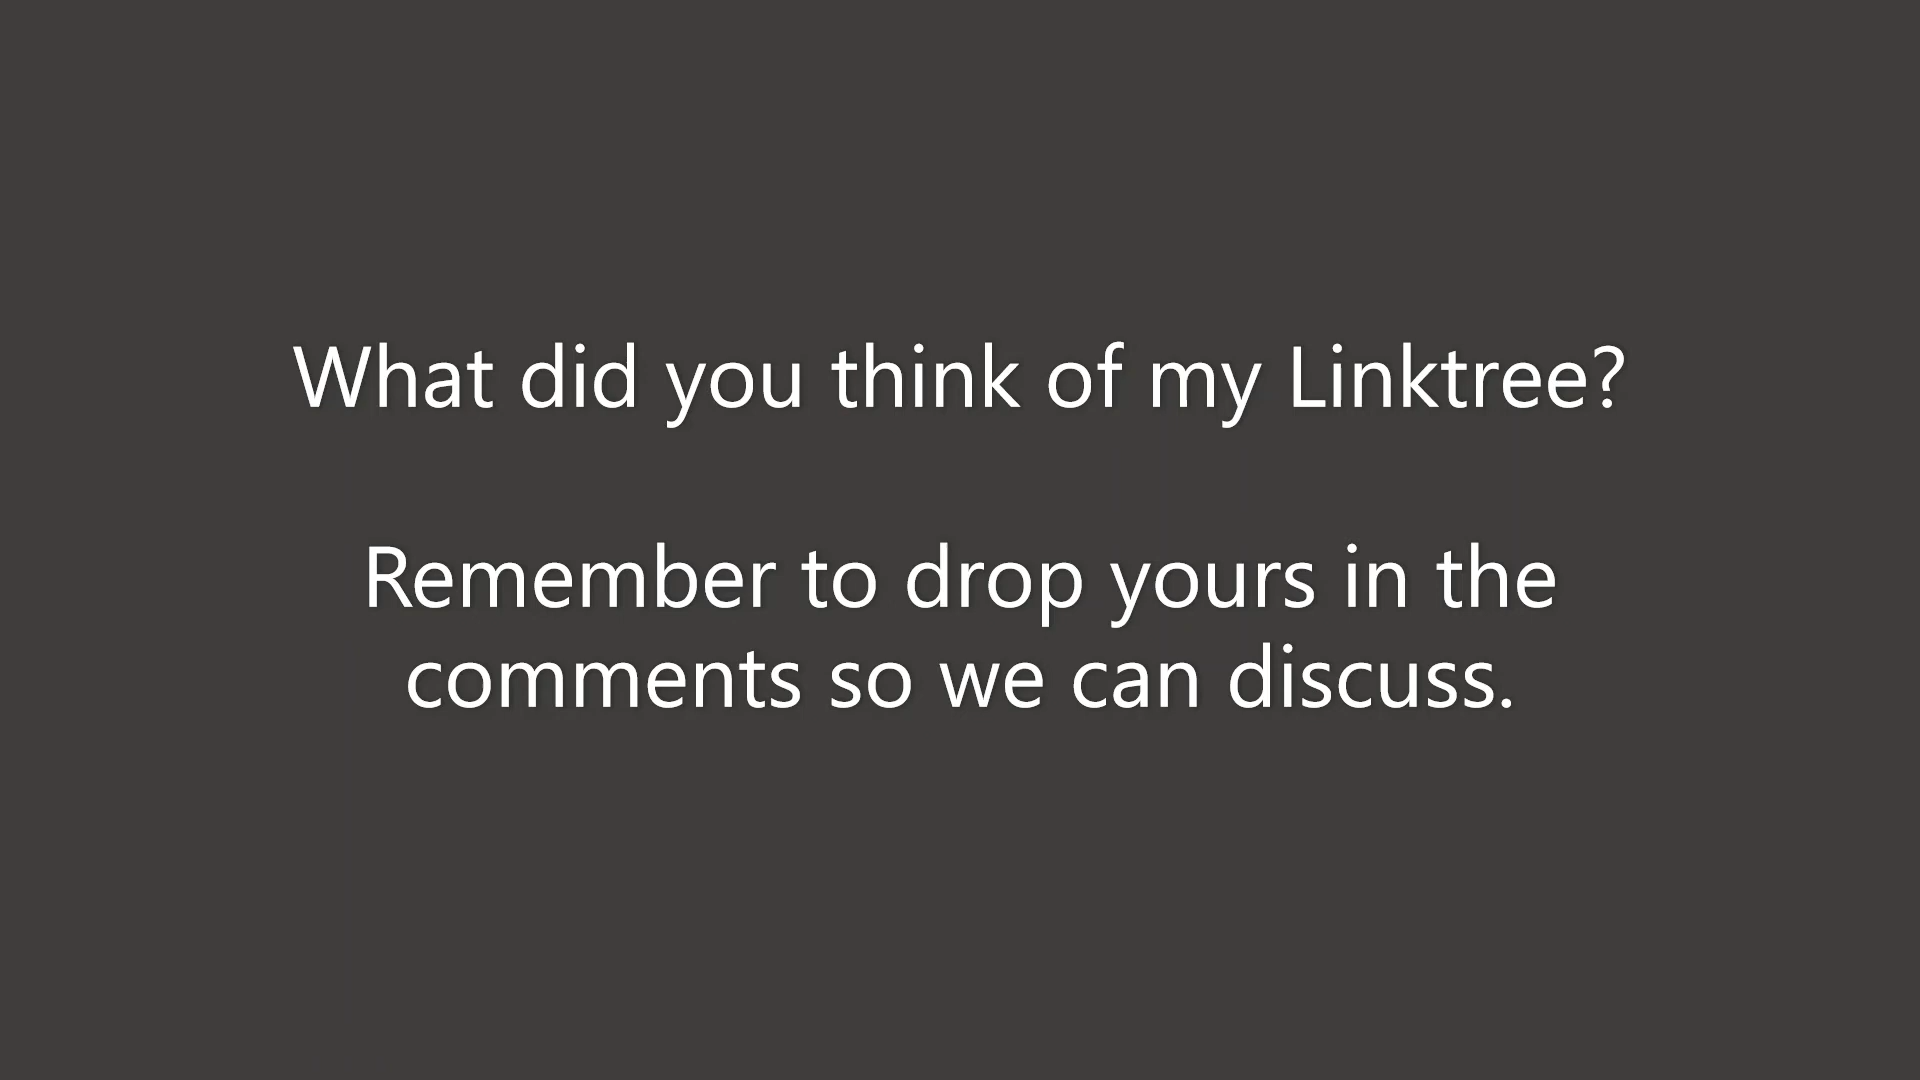 What did you think of my Linktree?
Remember to drop yours in the
comments so we can discuss.